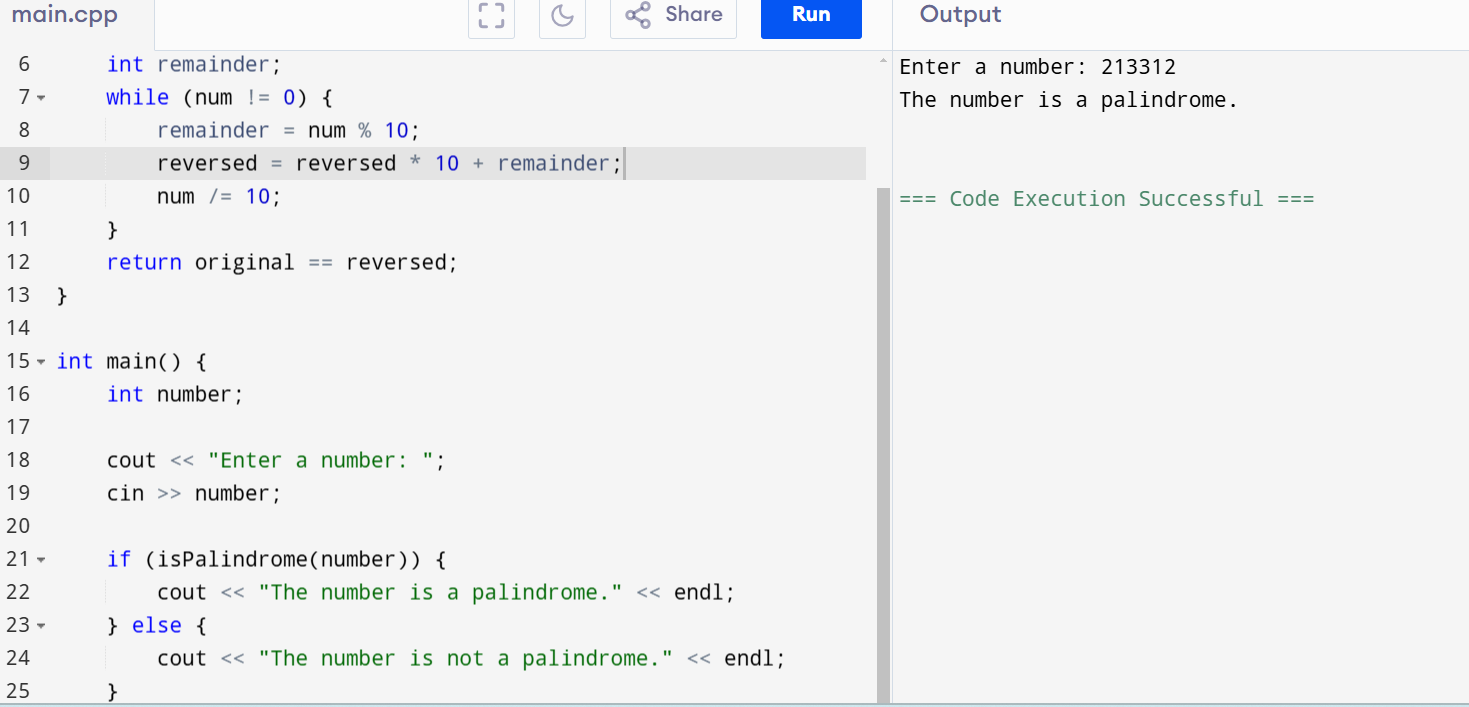 main.cpp Share Run Output
6 int remainder;
7 while (num != 0) {
8 remainder = num % 10;
9 reversed = reversed * 10 + remainder;
10 num /= 10;
11 }
12 return original == reversed;
13 }
14
15 int main() {
16 int number;
17
18 cout << "Enter a number: ";
19 cin >> number;
20
21 if (isPalindrome(number)) {
22 cout << "The number is a palindrome." << endl;
23 } else {
24 cout << "The number is not a palindrome." << endl;
25 }
Enter a number: 213312
The number is a palindrome.
=== Code Execution Successful ===